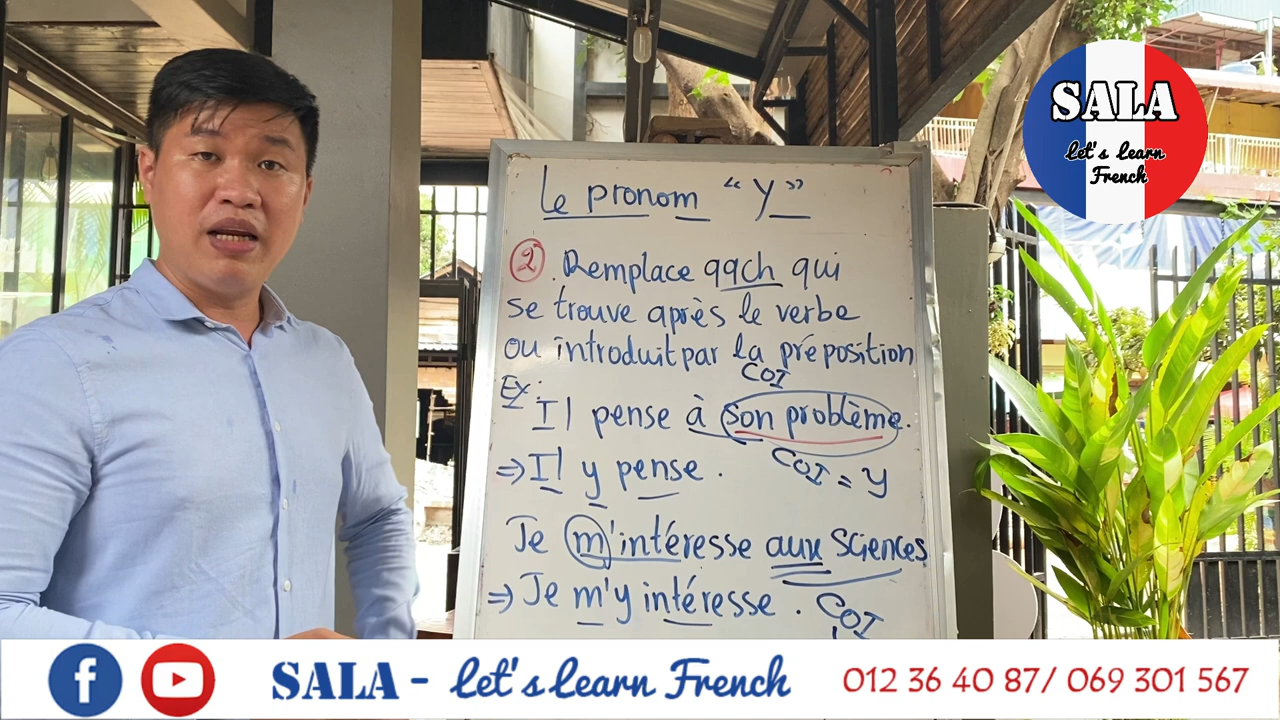 SALA
Let's Learn
French
Le pronom “Y”
2. Remplace qqch qui
se trouve après le verbe
ou introduit par la préposition
COI
Ex:
Il pense à son problème.
⇒ Il y pense. COI = y
Je m'intéresse aux Sciences
⇒ Je m'y intéresse. COI
SALA - Let's Learn French 012 36 40 87/ 069 301 567